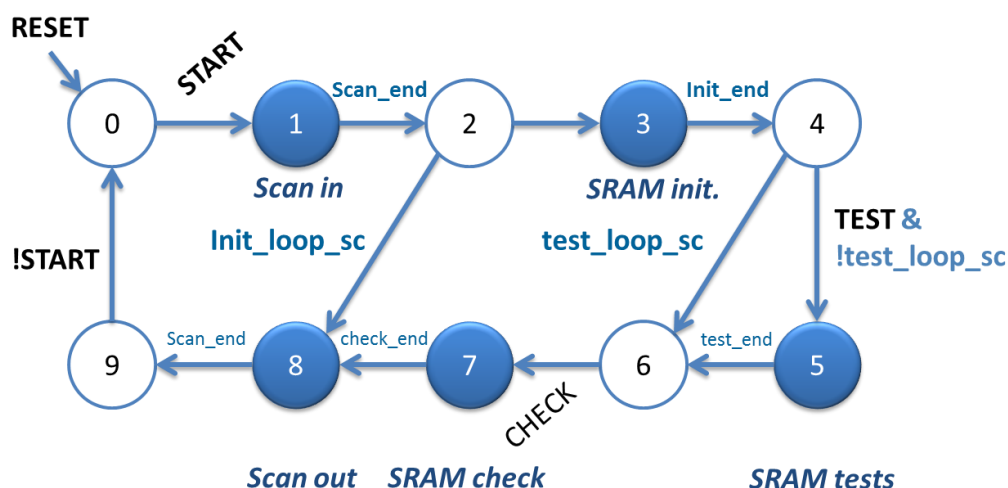 RESET
START
Scan_end
Init_end
0
1
2
3
4
Scan in
SRAM init.
Init_loop_sc
test_loop_sc
TEST &
!test_loop_sc
!START
Scan_end
check_end
test_end
9
8
7
6
5
CHECK
Scan out
SRAM check
SRAM tests